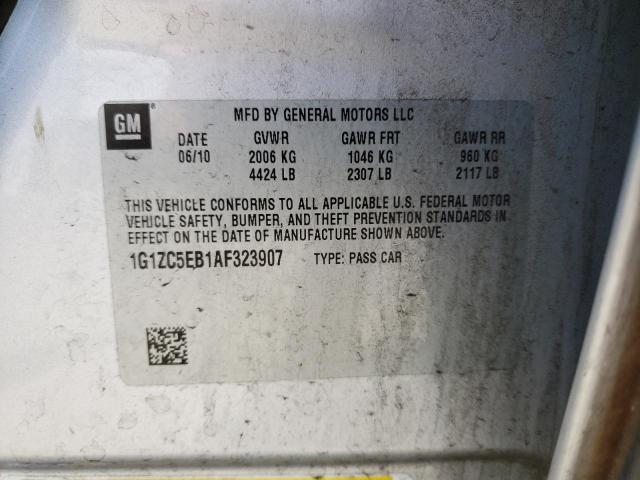 GM
MFD BY GENERAL MOTORS LLC
DATE GVWR GAWR FRT GAWR RR
06/10 2006 KG 1046 KG 960 KG
4424 LB 2307 LB 2117 LB
THIS VEHICLE CONFORMS TO ALL APPLICABLE U.S. FEDERAL MOTOR
VEHICLE SAFETY, BUMPER, AND THEFT PREVENTION STANDARDS IN
EFFECT ON THE DATE OF MANUFACTURE SHOWN ABOVE.
1G1ZC5EB1AF323907 TYPE: PASS CAR